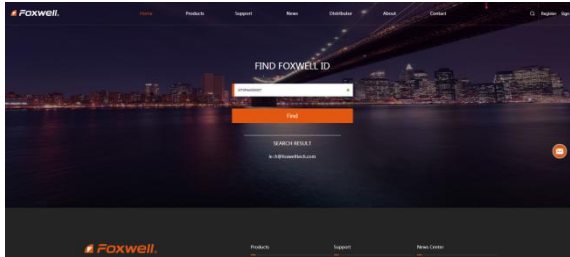 Foxwell.
Home Products Support News Distributor About Contact Register Sign
FIND FOXWELL ID
Find
SEARCH RESULT
Foxwell.
Products Support News Center